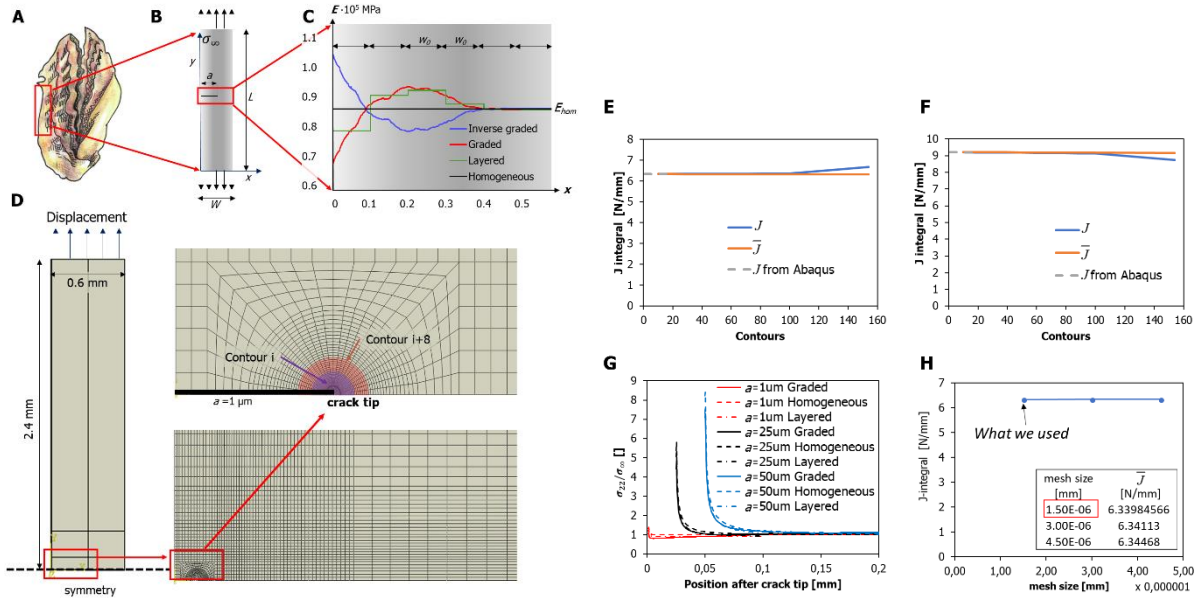 A
B
σ∞
y
a
L
x
W
C
E ·10⁵ MPa
1.1
1.0
0.9
0.8
0.7
0.6
w₀
w₀
E_hom
Inverse graded
Graded
Layered
Homogeneous
0
0.1
0.2
0.3
0.4
0.5
x
D
Displacement
0.6 mm
2.4 mm
symmetry
Contour i
Contour i+8
a =1 µm
crack tip
E
J integral [N/mm]
10
9
8
7
6
5
4
3
2
1
0
J
J̅
J from Abaqus
0 20 40 60 80 100 120 140 160
Contours
F
J integral [N/mm]
10
9
8
7
6
5
4
3
2
1
0
J
J̅
J from Abaqus
0 20 40 60 80 100 120 140 160
Contours
G
σ₂₂/σ∞ []
9
8
7
6
5
4
3
2
1
0
a=1um Graded
a=1um Homogeneous
a=1um Layered
a=25um Graded
a=25um Homogeneous
a=25um Layered
a=50um Graded
a=50um Homogeneous
a=50um Layered
0 0,05 0,1 0,15 0,2
Position after crack tip [mm]
H
J-integral [N/mm]
7
6
5
4
3
2
1
0
What we used
mesh size J̅
[mm] [N/mm]
1.50E-06 6.33984566
3.00E-06 6.34113
4.50E-06 6.34468
0,00 1,00 2,00 3,00 4,00 5,00
mesh size [mm] x 0,000001